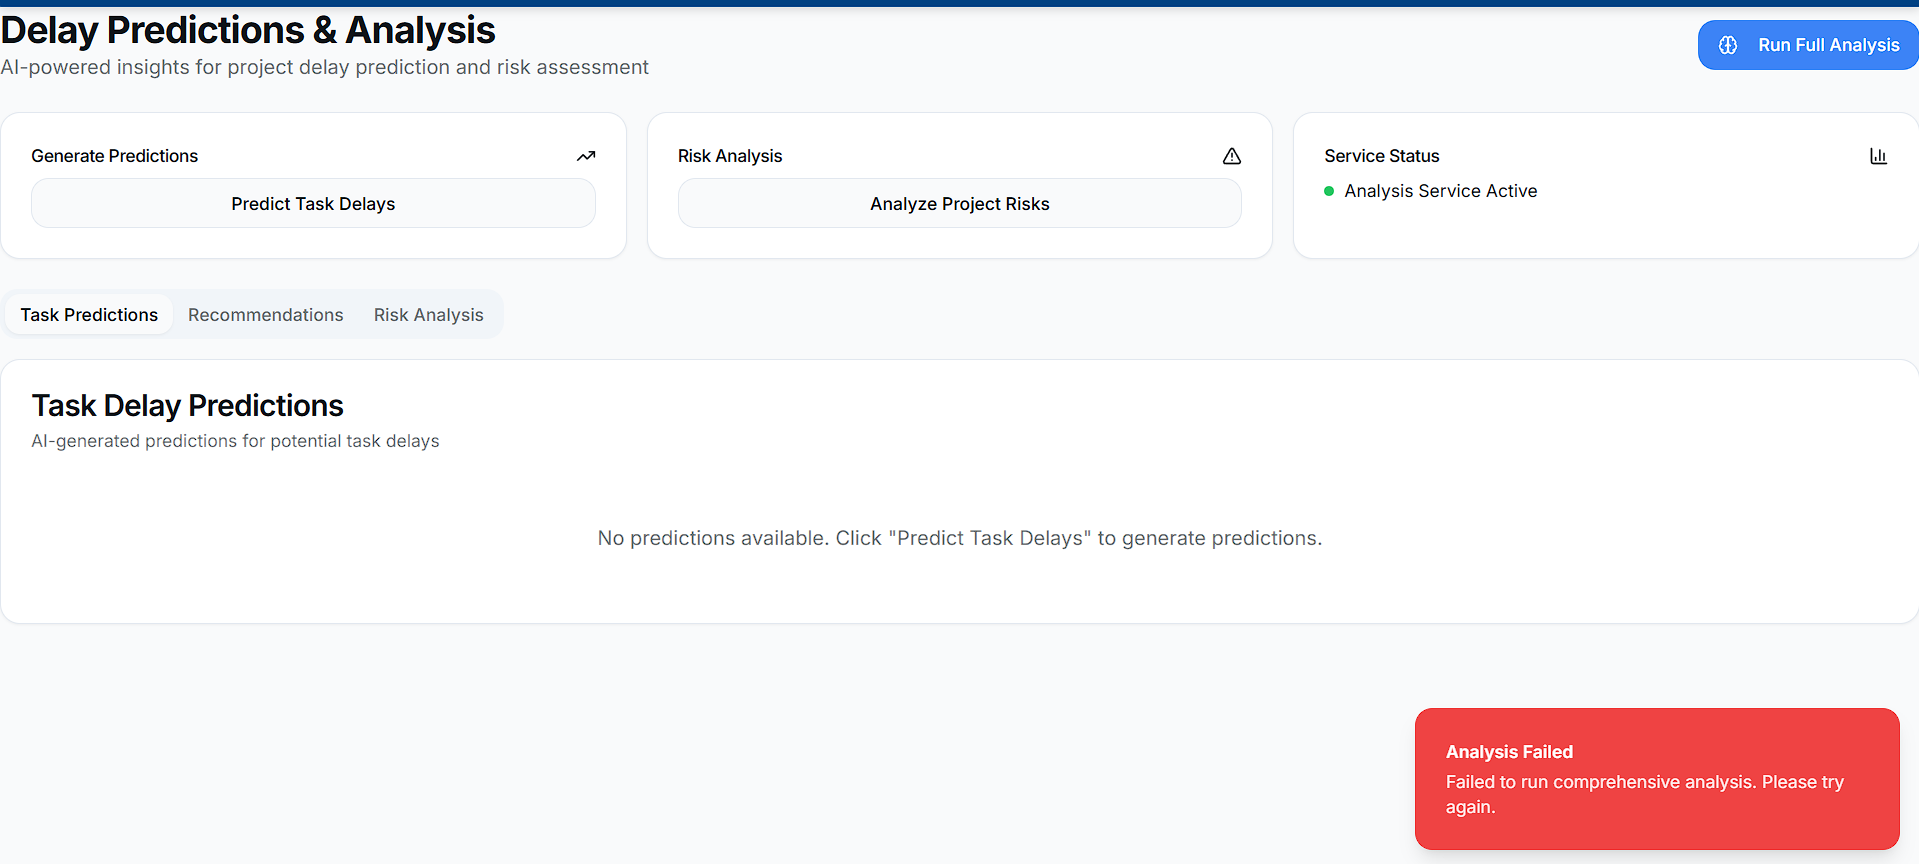 Delay Predictions & Analysis
AI-powered insights for project delay prediction and risk assessment
Run Full Analysis
Generate Predictions
Predict Task Delays
Risk Analysis
Analyze Project Risks
Service Status
Analysis Service Active
Task Predictions
Recommendations
Risk Analysis
Task Delay Predictions
AI-generated predictions for potential task delays
No predictions available. Click "Predict Task Delays" to generate predictions.
Analysis Failed
Failed to run comprehensive analysis. Please try
again.